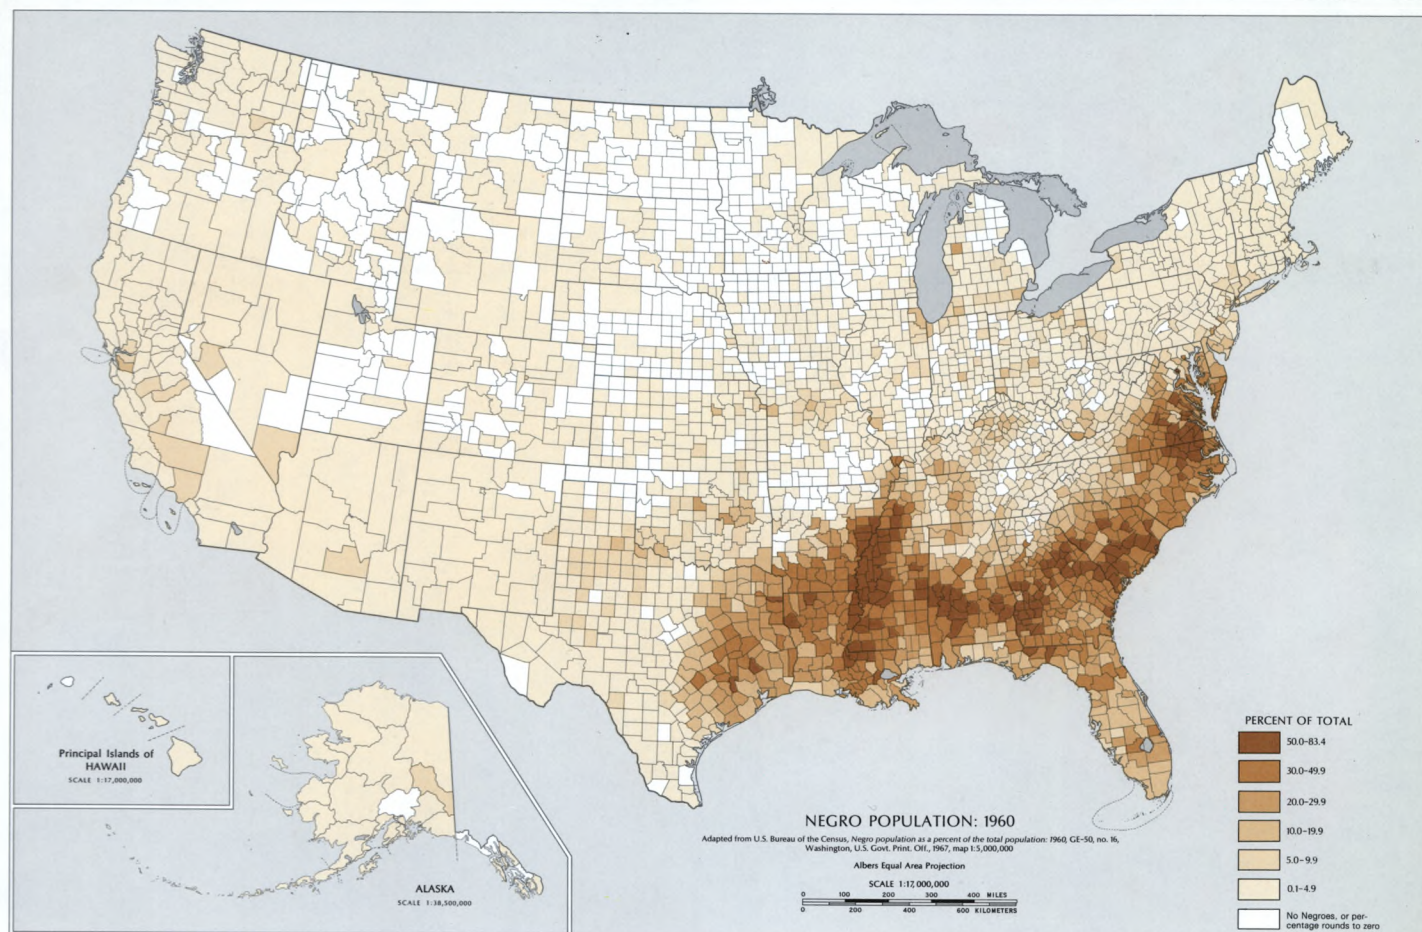 Principal Islands of
HAWAII
SCALE 1:17,000,000
ALASKA
SCALE 1:38,500,000
NEGRO POPULATION: 1960
Adapted from U.S. Bureau of the Census, Negro population as a percent of the total population: 1960, GE-50, no. 16,
Washington, U.S. Govt. Print. Off., 1967, map 1:5,000,000
Albers Equal Area Projection
SCALE 1:17,000,000
0 100 200 300 400 MILES
0 200 400 600 KILOMETERS
PERCENT OF TOTAL
50.0-83.4
30.0-49.9
20.0-29.9
10.0-19.9
5.0-9.9
0.1-4.9
No Negroes, or per-
centage rounds to zero